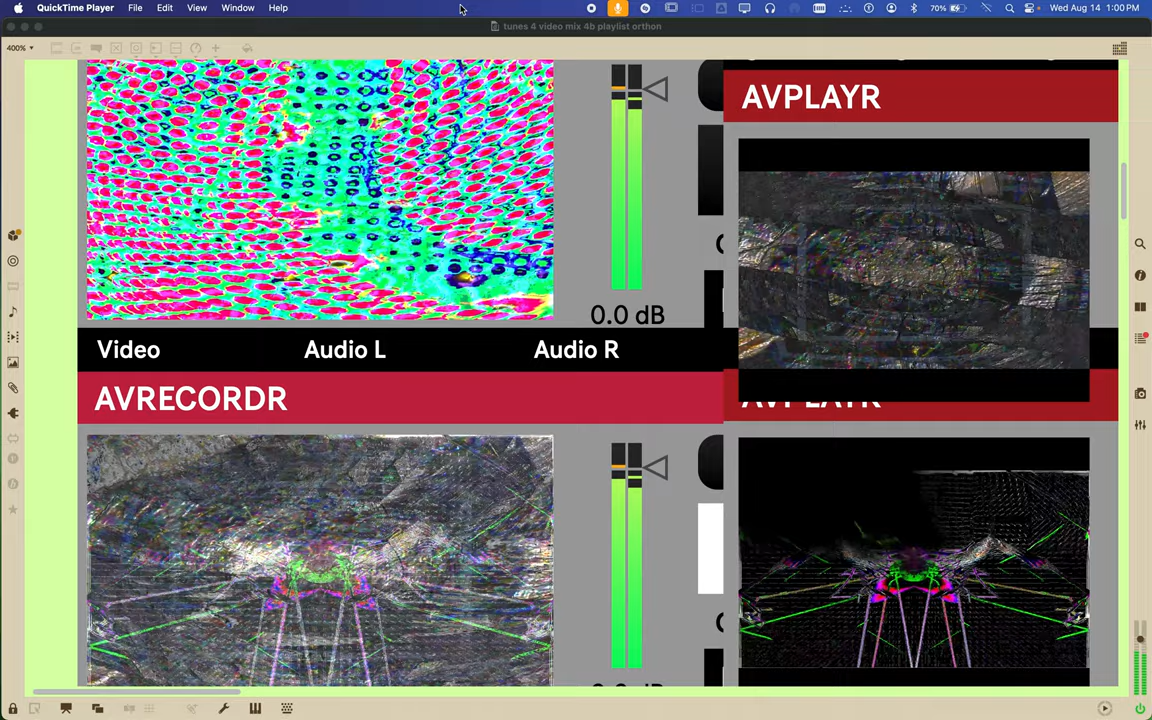 QuickTime Player File Edit View Window Help 70% Wed Aug 14 1:00 PM
tunes 4 video mix 4b playlist orthon
400%
AVPLAYR
0.0 dB
Video Audio L Audio R
AVRECORDR
AVPLAYR